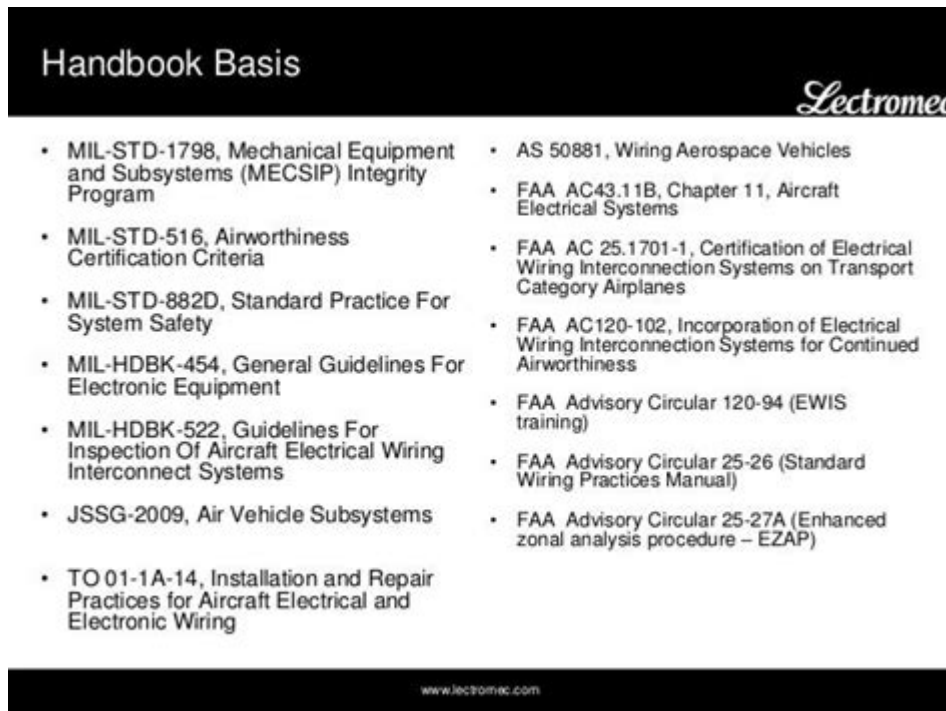 Handbook Basis
Lectromec
• MIL-STD-1798, Mechanical Equipment
and Subsystems (MECSIP) Integrity
Program
• MIL-STD-516, Airworthiness
Certification Criteria
• MIL-STD-882D, Standard Practice For
System Safety
• MIL-HDBK-454, General Guidelines For
Electronic Equipment
• MIL-HDBK-522, Guidelines For
Inspection Of Aircraft Electrical Wiring
Interconnect Systems
• JSSG-2009, Air Vehicle Subsystems
• TO 01-1A-14, Installation and Repair
Practices for Aircraft Electrical and
Electronic Wiring
• AS 50881, Wiring Aerospace Vehicles
• FAA AC43.11B, Chapter 11, Aircraft
Electrical Systems
• FAA AC 25.1701-1, Certification of Electrical
Wiring Interconnection Systems on Transport
Category Airplanes
• FAA AC120-102, Incorporation of Electrical
Wiring Interconnection Systems for Continued
Airworthiness
• FAA Advisory Circular 120-94 (EWIS
training)
• FAA Advisory Circular 25-26 (Standard
Wiring Practices Manual)
• FAA Advisory Circular 25-27A (Enhanced
zonal analysis procedure – EZAP)
www.lectromec.com